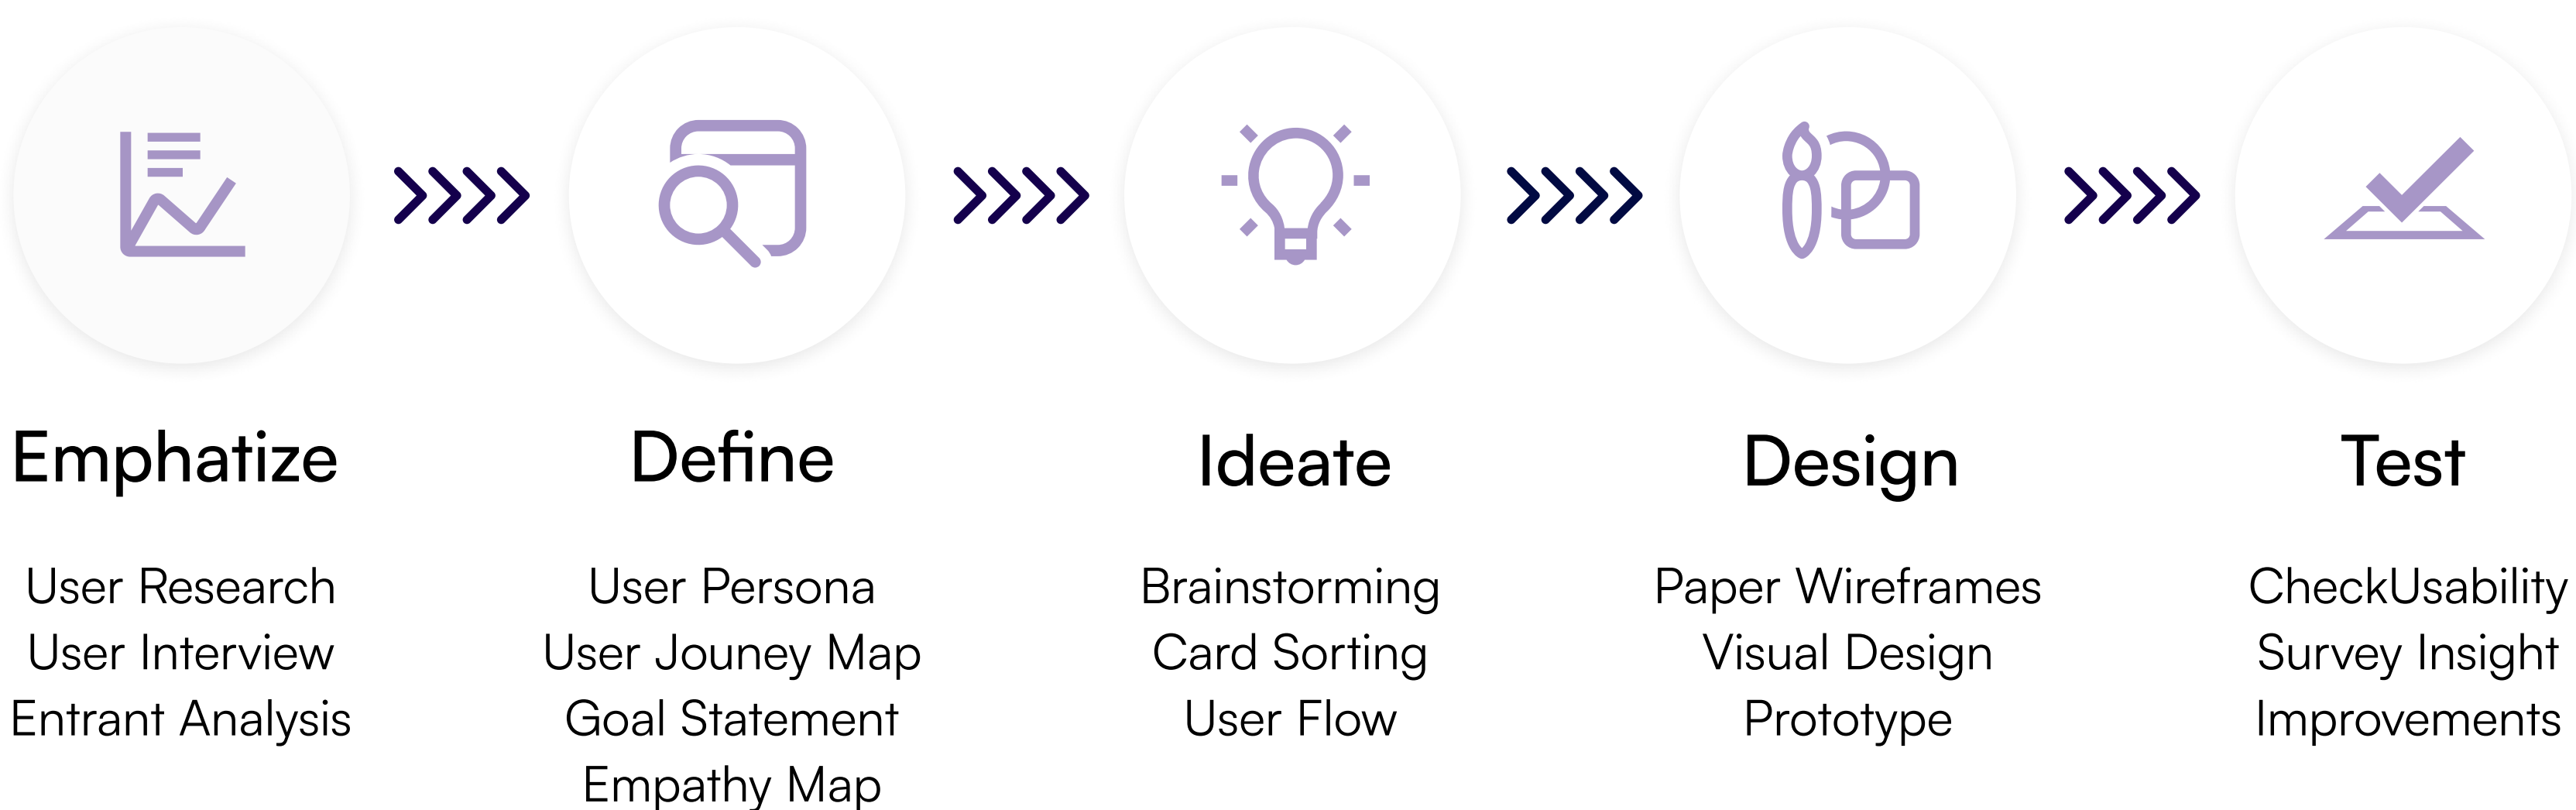 Emphatize
User Research
User Interview
Entrant Analysis
Define
User Persona
User Jouney Map
Goal Statement
Empathy Map
Ideate
Brainstorming
Card Sorting
User Flow
Design
Paper Wireframes
Visual Design
Prototype
Test
CheckUsability
Survey Insight
Improvements